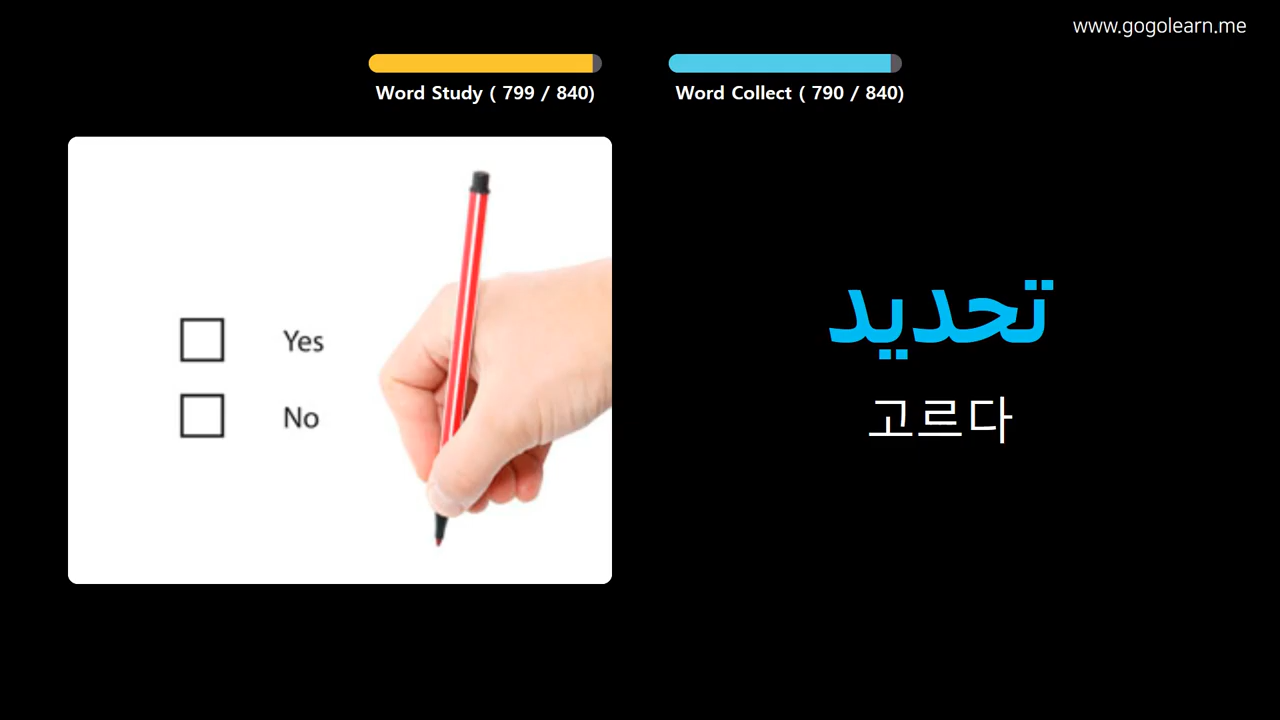 www.gogolearn.me
Word Study ( 799 / 840)
Word Collect ( 790 / 840)
Yes
No
تحديد
고르다